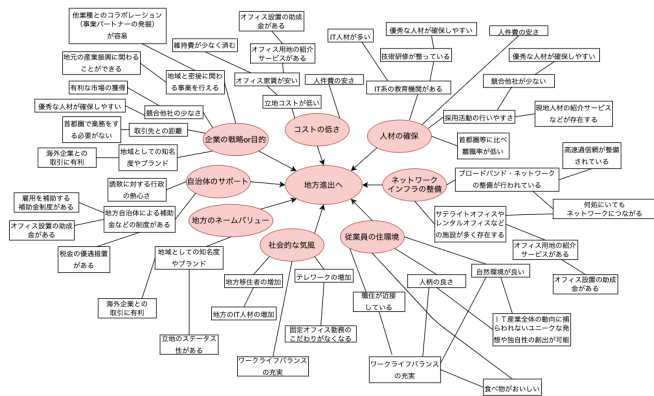 他業種とのコラボレーション
（事業パートナーの発掘）
が容易
地元の産業振興に関わる
ことができる
有利な市場の獲得
優秀な人材が確保しやすい
首都圏で業務をす
る必要がない
海外企業との
取引に有利
地域と密接に関わる
事業を行える
競合他社の少なさ
取引先との距離
地域としての知名
度やブランド
企業の戦略or目的
維持費が少なく済む
オフィス設置の助成
金がある
オフィス用地の紹介
サービスがある
オフィス家賃が安い
人件費の安さ
立地コストが低い
コストの低さ
IT人材が多い
優秀な人材が確保しやすい
技術研修が整っている
IT系の教育機関がある
人件費の安さ
優秀な人材が確保しやすい
競合他社が少ない
採用活動の行いやすさ
現地人材の紹介サービス
などが存在する
首都圏等に比べ
離職率が低い
人材の確保
高速通信網が整備
されている
ブロードバンド・ネットワーク
の整備が行われている
何処にいても
ネットワークにつながる
サテライトオフィスや
レンタルオフィスなど
の施設が多く存在する
オフィス用地の紹介
サービスがある
オフィス設置の助成
金がある
ネットワーク
インフラの整備
地方進出へ
自治体のサポート
誘致に対する行政
の熱心さ
雇用を補助する
補助金制度がある
オフィス設置の助成
金がある
地方自治体による補助
金などの制度がある
税金の優遇措置
がある
地方のネームバリュー
地域としての知名
度やブランド
海外企業との
取引に有利
立地のステータス
性がある
社会的な気風
地方移住者の増加
地方のIT人材の増加
テレワークの増加
固定オフィス勤務の
こだわりがなくなる
ワークライフバランス
の充実
従業員の住環境
職住が近接
している
人柄の良さ
自然環境が良い
ＩＴ産業全体の動向に捕
らわれないユニークな発
想や独自性の創出が可能
ワークライフバランス
の充実
食べ物がおいしい